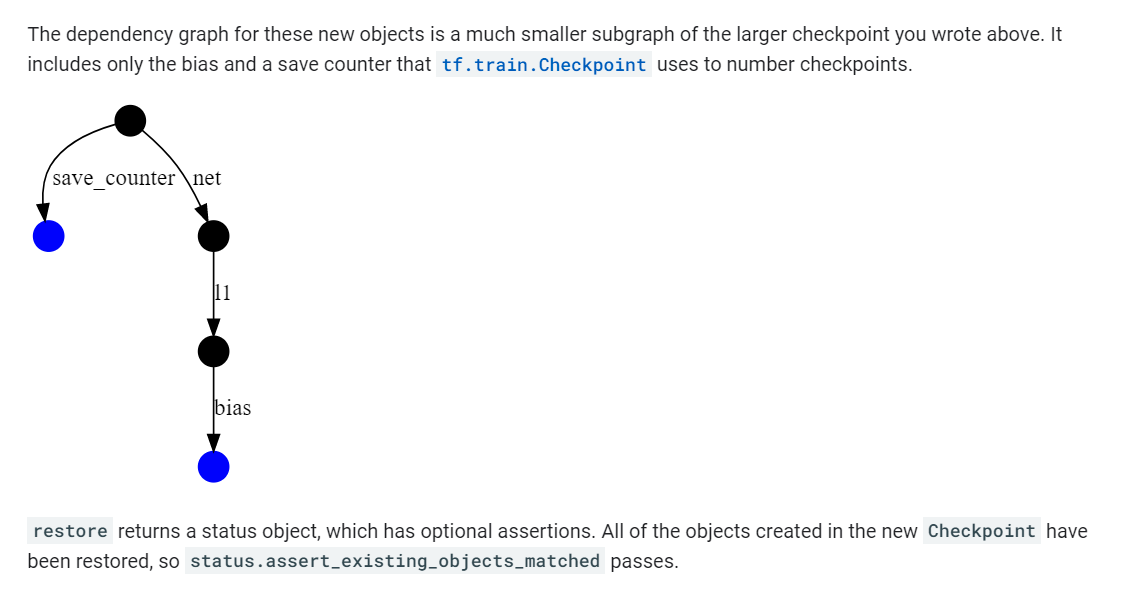 The dependency graph for these new objects is a much smaller subgraph of the larger checkpoint you wrote above. It
includes only the bias and a save counter that tf.train.Checkpoint uses to number checkpoints.
save_counter net
l1
bias
restore returns a status object, which has optional assertions. All of the objects created in the new Checkpoint have
been restored, so status.assert_existing_objects_matched passes.